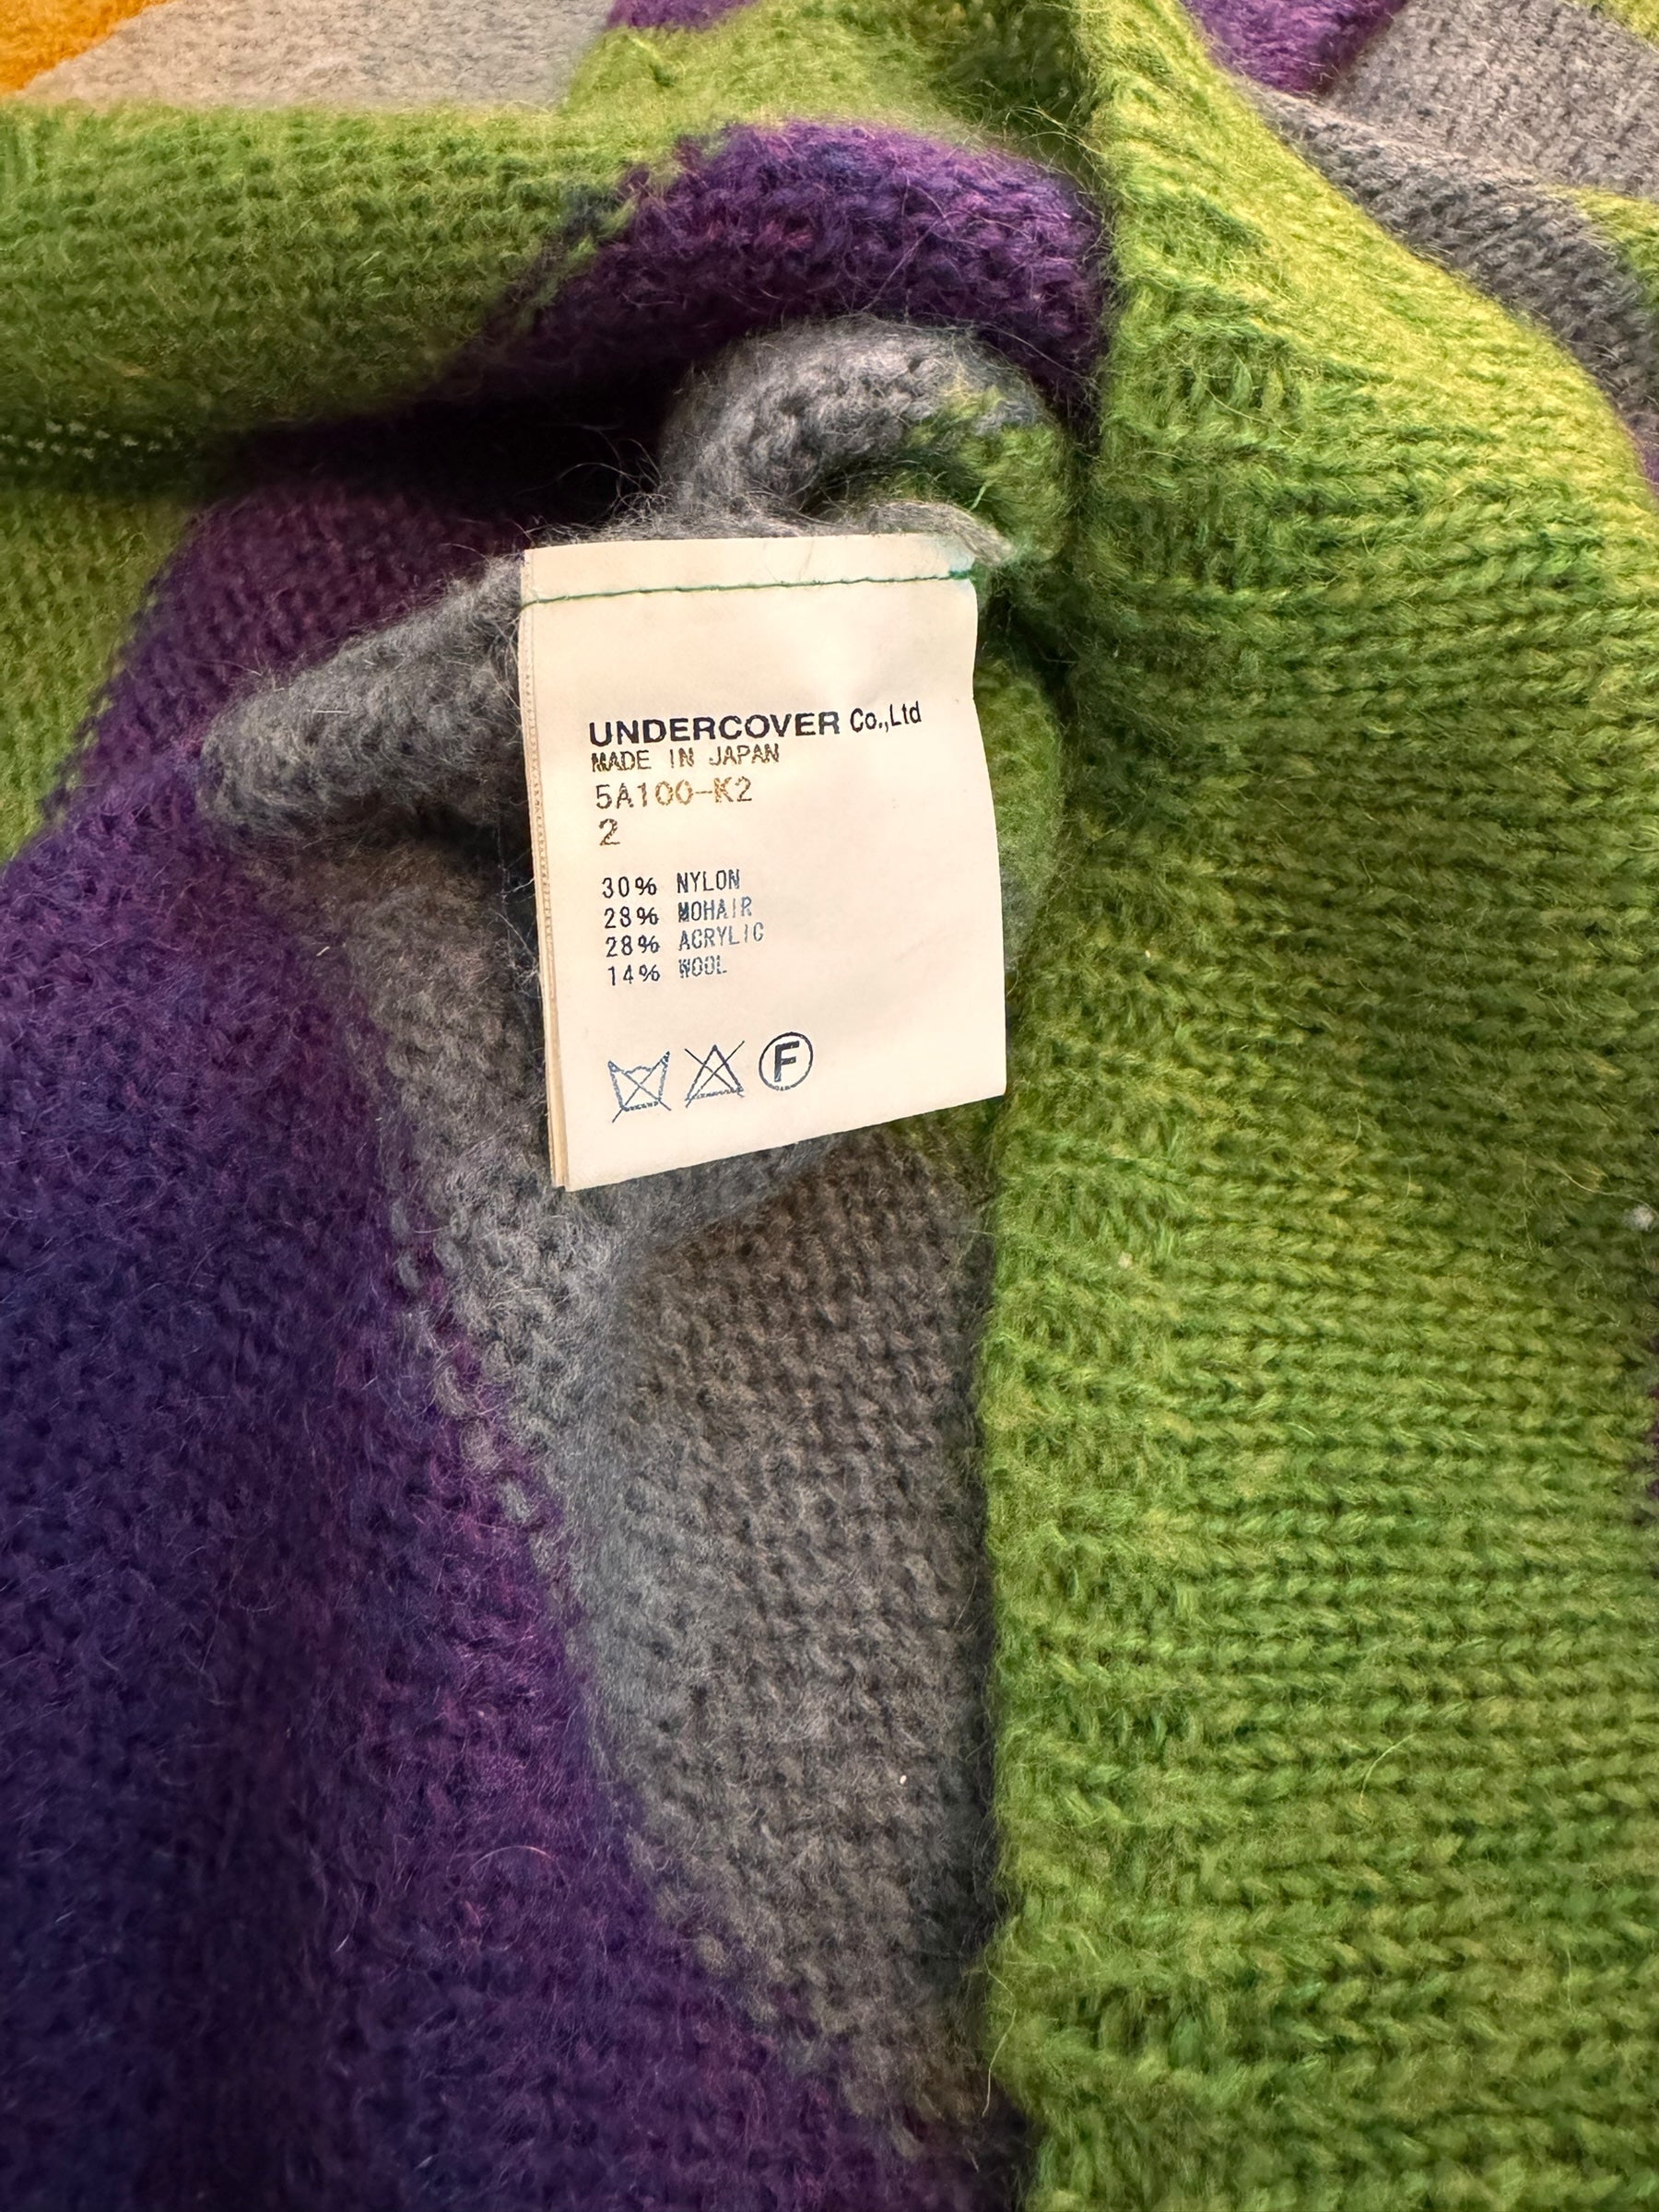 UNDERCOVER Co.,Ltd
MADE IN JAPAN
5A100-K2
2
30% NYLON
28% MOHAIR
28% ACRYLIC
14% WOOL
F